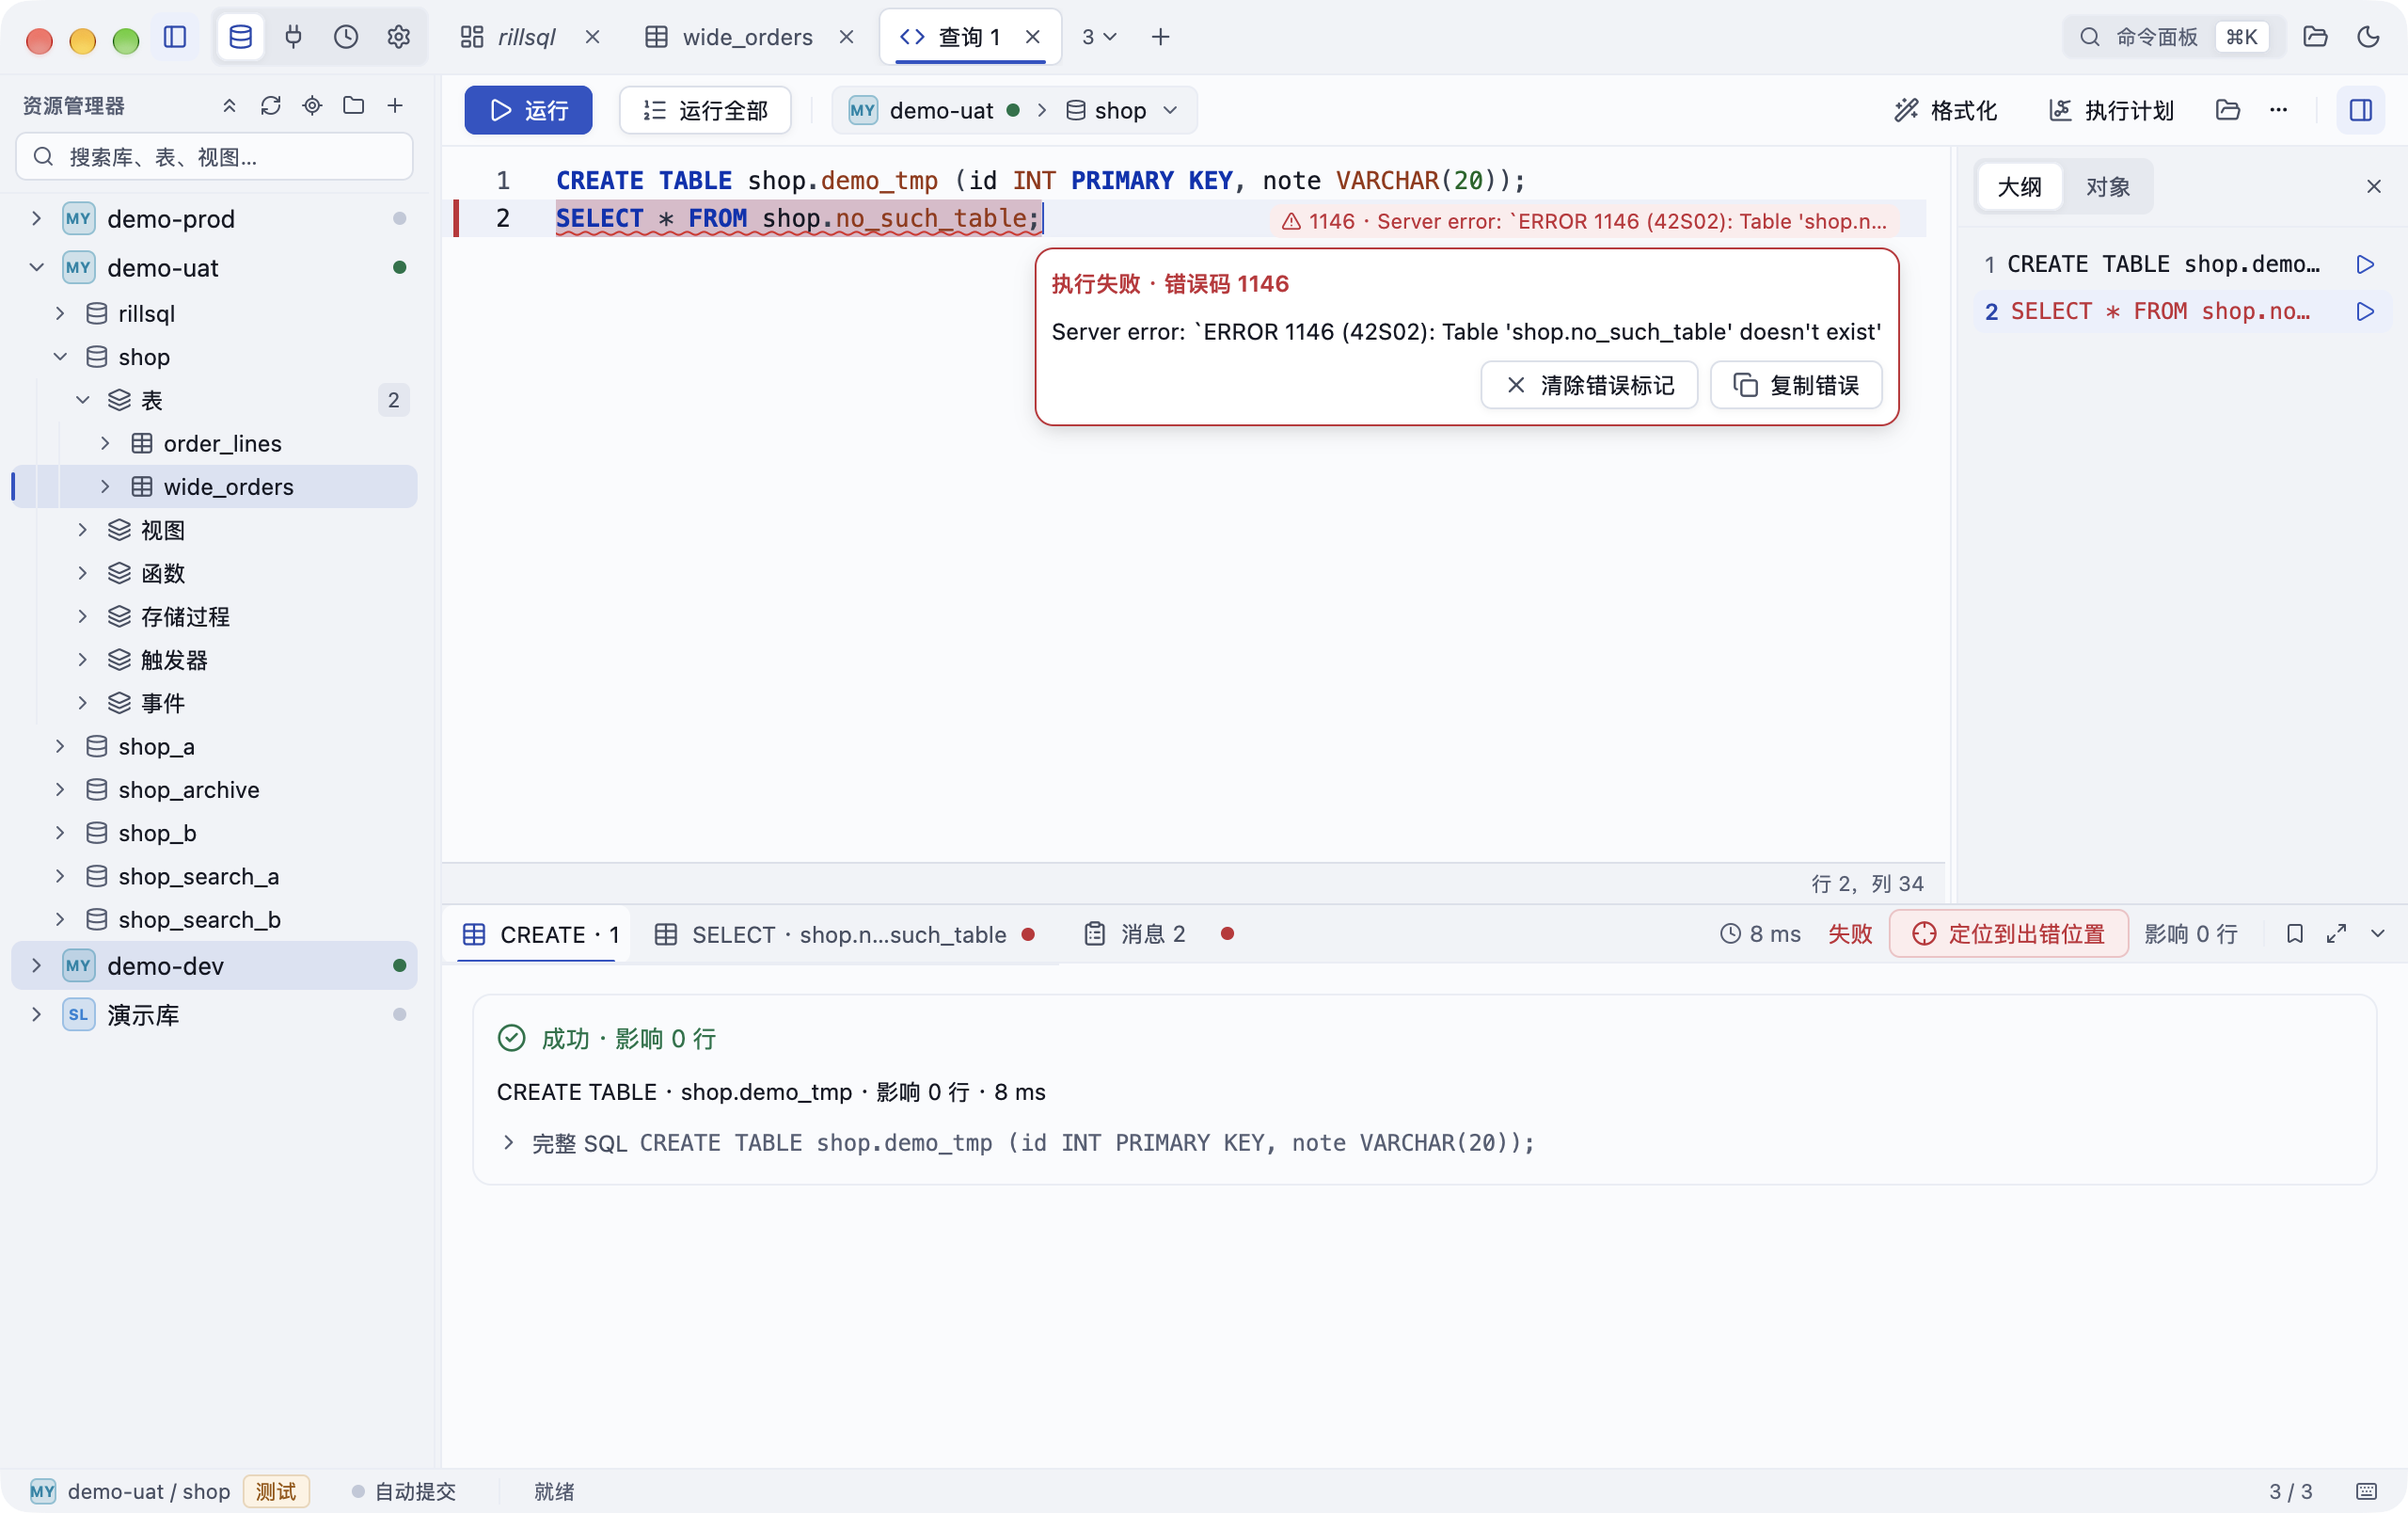 rillsql
wide_orders
查询 1
3
命令面板 ⌘K
资源管理器
搜索库、表、视图...
MY demo-prod
MY demo-uat
rillsql
shop
表 2
order_lines
wide_orders
视图
函数
存储过程
触发器
事件
shop_a
shop_archive
shop_b
shop_search_a
shop_search_b
MY demo-dev
SL 演示库
运行
运行全部
MY demo-uat shop
格式化
执行计划
1 CREATE TABLE shop.demo_tmp (id INT PRIMARY KEY, note VARCHAR(20));
2 SELECT * FROM shop.no_such_table;
1146 · Server error: `ERROR 1146 (42S02): Table 'shop.n...
执行失败 · 错误码 1146
Server error: `ERROR 1146 (42S02): Table 'shop.no_such_table' doesn't exist'
清除错误标记
复制错误
大纲
对象
1 CREATE TABLE shop.demo...
2 SELECT * FROM shop.no...
行 2，列 34
CREATE · 1
SELECT · shop.n...such_table
消息 2
8 ms
失败
定位到出错位置
影响 0 行
成功 · 影响 0 行
CREATE TABLE · shop.demo_tmp · 影响 0 行 · 8 ms
完整 SQL CREATE TABLE shop.demo_tmp (id INT PRIMARY KEY, note VARCHAR(20));
MY demo-uat / shop 测试
自动提交
就绪
3 / 3